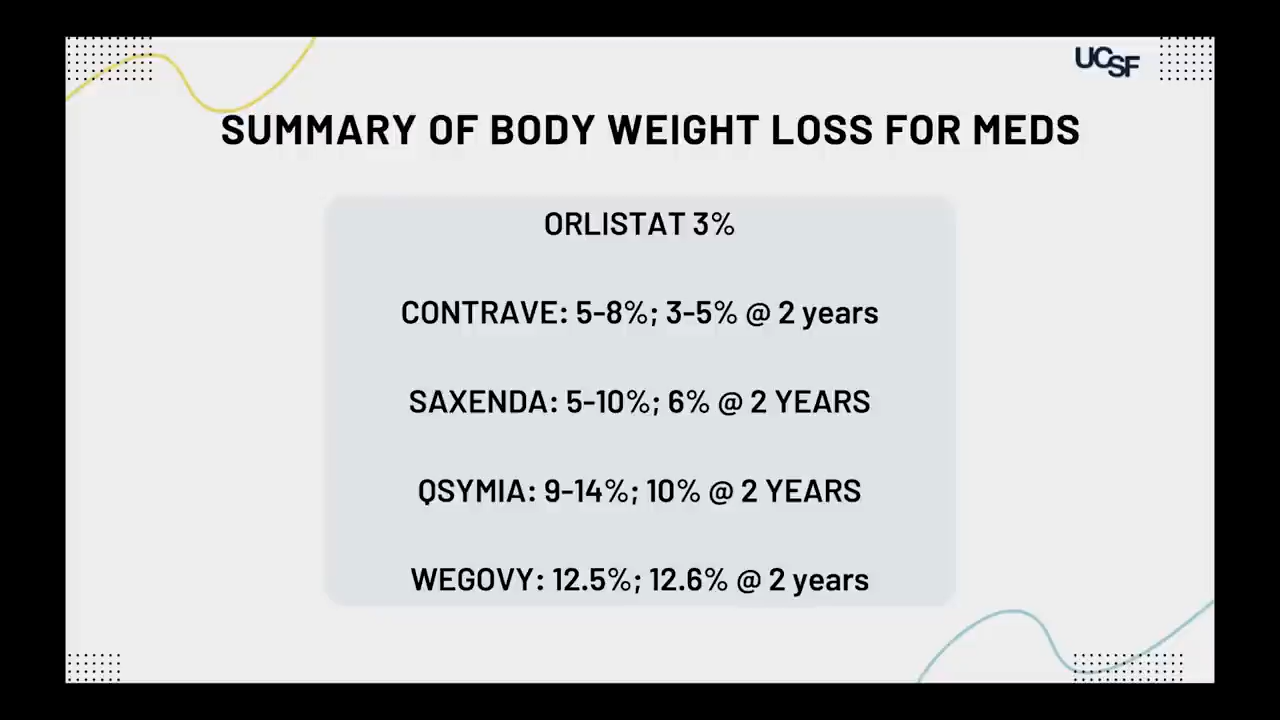 UCSF
SUMMARY OF BODY WEIGHT LOSS FOR MEDS
ORLISTAT 3%
CONTRAVE: 5-8%; 3-5% @ 2 years
SAXENDA: 5-10%; 6% @ 2 YEARS
QSYMIA: 9-14%; 10% @ 2 YEARS
WEGOVY: 12.5%; 12.6% @ 2 years